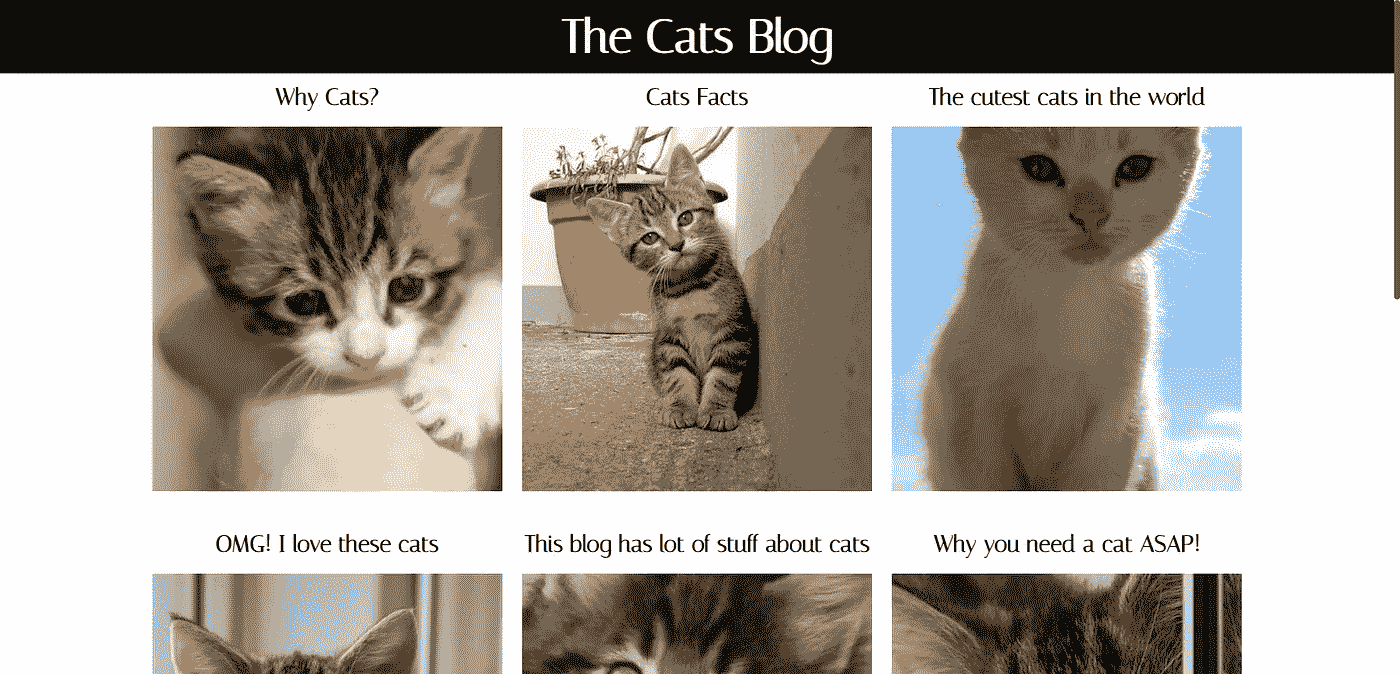 The Cats Blog
Why Cats?
Cats Facts
The cutest cats in the world
OMG! I love these cats
This blog has lot of stuff about cats
Why you need a cat ASAP!